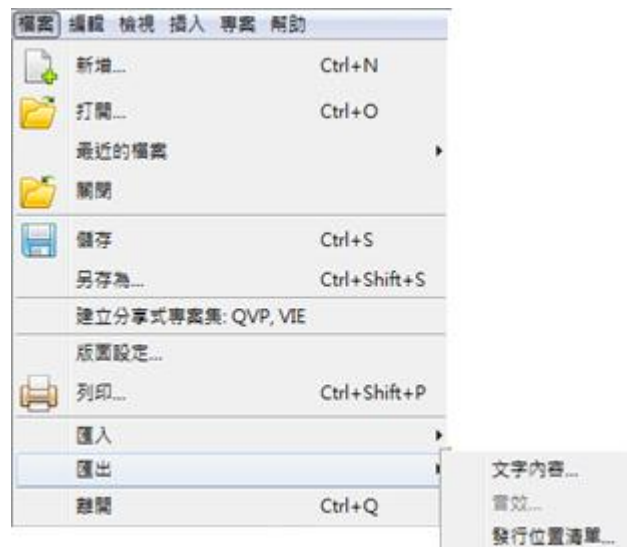 檔案 編輯 檢視 插入 專案 幫助
新增... Ctrl+N
打開... Ctrl+O
最近的檔案
關閉
儲存 Ctrl+S
另存為... Ctrl+Shift+S
建立分享式專案集: QVP, VIE
版面設定...
列印... Ctrl+Shift+P
匯入
匯出
離開 Ctrl+Q
文字內容...
音效...
發行位置清單...